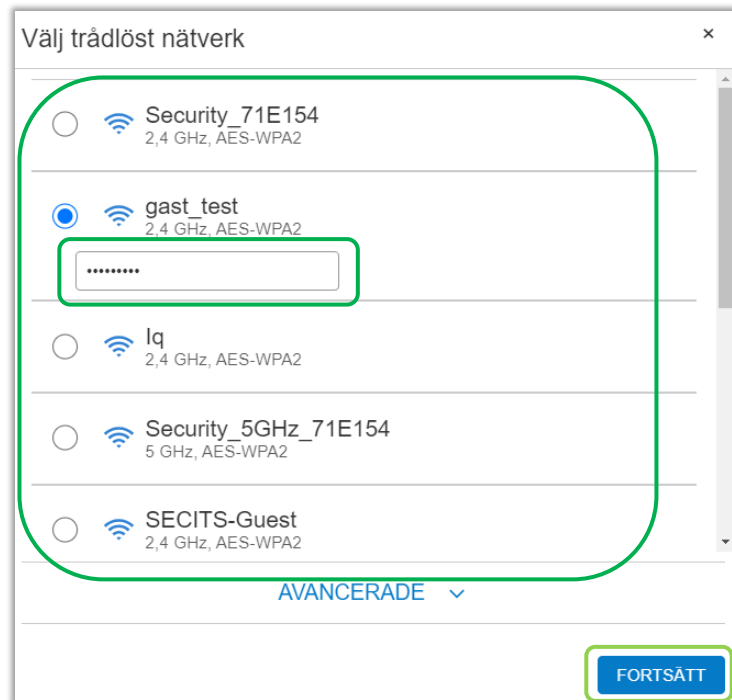 Välj trådlöst nätverk ×
Security_71E154
2,4 GHz, AES-WPA2
gast_test
2,4 GHz, AES-WPA2
•••••••••
Iq
2,4 GHz, AES-WPA2
Security_5GHz_71E154
5 GHz, AES-WPA2
SECITS-Guest
2,4 GHz, AES-WPA2
AVANCERADE
FORTSÄTT